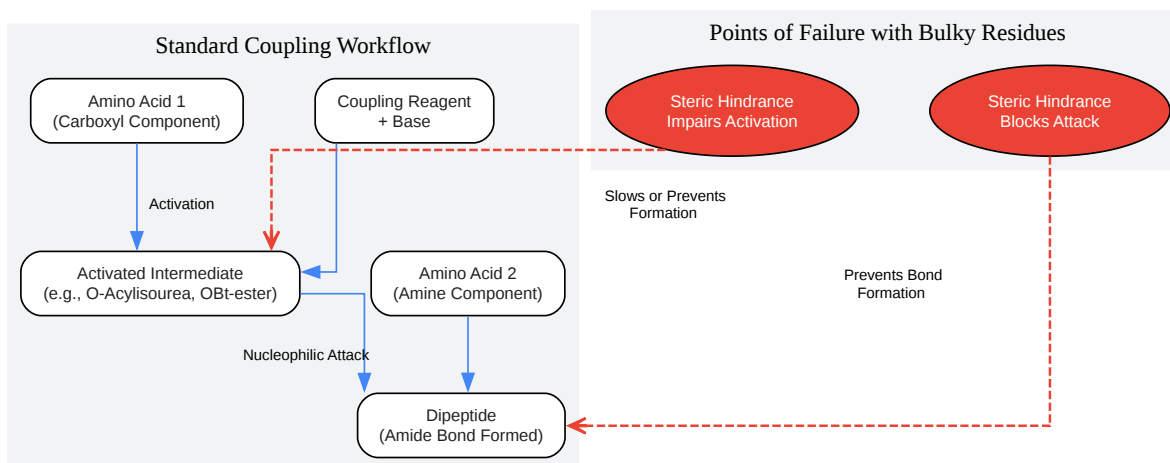 Standard Coupling Workflow
Points of Failure with Bulky Residues
Amino Acid 1
(Carboxyl Component)
Coupling Reagent
+ Base
Steric Hindrance
Impairs Activation
Steric Hindrance
Blocks Attack
Activation
Slows or Prevents
Formation
Activated Intermediate
(e.g., O-Acylisourea, OBt-ester)
Amino Acid 2
(Amine Component)
Prevents Bond
Formation
Nucleophilic Attack
Dipeptide
(Amide Bond Formed)